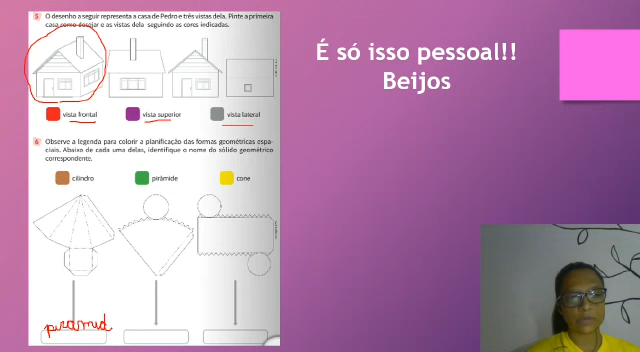 5 O desenho a seguir representa a casa de Pedro e três vistas dela. Pinte a primeira
casa como desejar e as vistas dela seguindo as cores indicadas.
vista frontal
vista superior
vista lateral
6 Observe a legenda para colorir a planificação das formas geométricas espa-
ciais. Abaixo de cada uma delas, identifique o nome do sólido geométrico
correspondente.
cilindro
pirâmide
cone
piramid
É só isso pessoal!!
Beijos